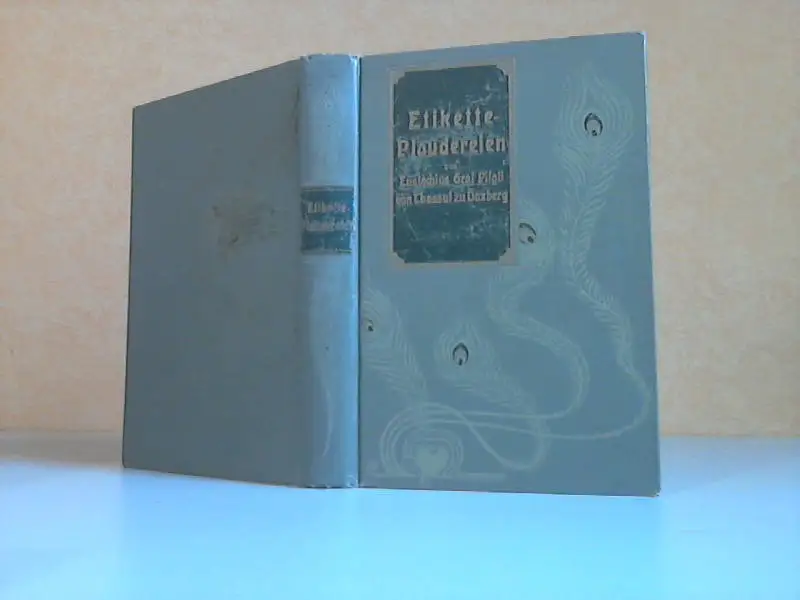 Etikette-
Plaudereien
von
Eustachius Graf Pilati
von Thassul zu Daxberg
Etikette-
Plaudereien